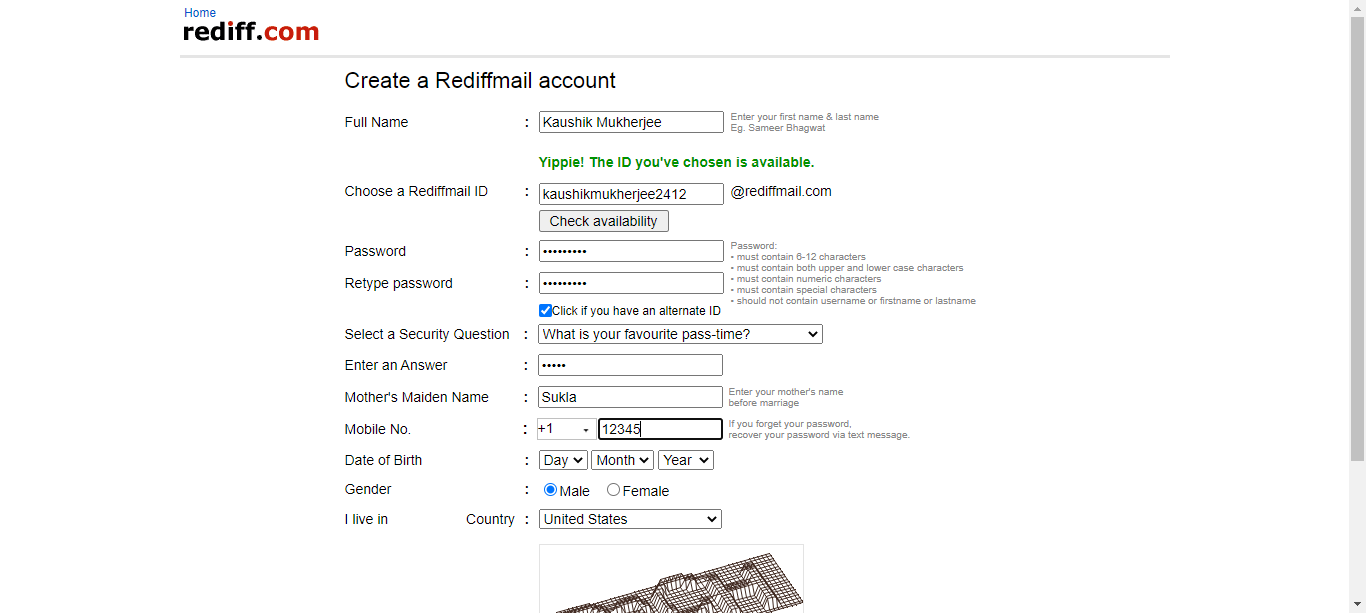 Home
rediff.com
Create a Rediffmail account
Full Name : Kaushik Mukherjee Enter your first name & last name
Eg. Sameer Bhagwat
Yippie! The ID you've chosen is available.
Choose a Rediffmail ID : kaushikmukherjee2412 @rediffmail.com
Check availability
Password : ••••••••• Password:
• must contain 6-12 characters
• must contain both upper and lower case characters
• must contain numeric characters
• must contain special characters
• should not contain username or firstname or lastname
Retype password : •••••••••
Click if you have an alternate ID
Select a Security Question : What is your favourite pass-time?
Enter an Answer : •••••
Mother's Maiden Name : Sukla Enter your mother's name
before marriage
Mobile No. : +1 12345 If you forget your password,
recover your password via text message.
Date of Birth : Day Month Year
Gender : Male Female
I live in Country : United States